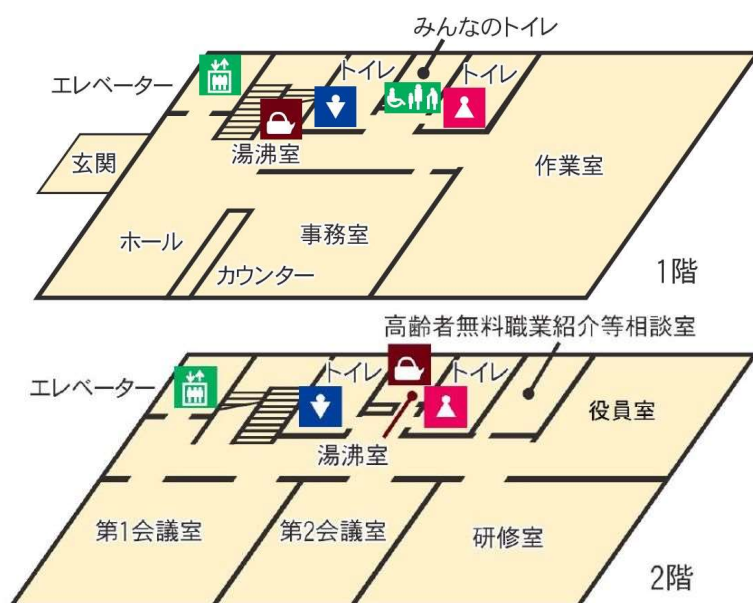 みんなのトイレ
エレベーター
トイレ
トイレ
湯沸室
玄関
作業室
ホール
事務室
カウンター
1階
高齢者無料職業紹介等相談室
エレベーター
トイレ
トイレ
役員室
湯沸室
第1会議室
第2会議室
研修室
2階